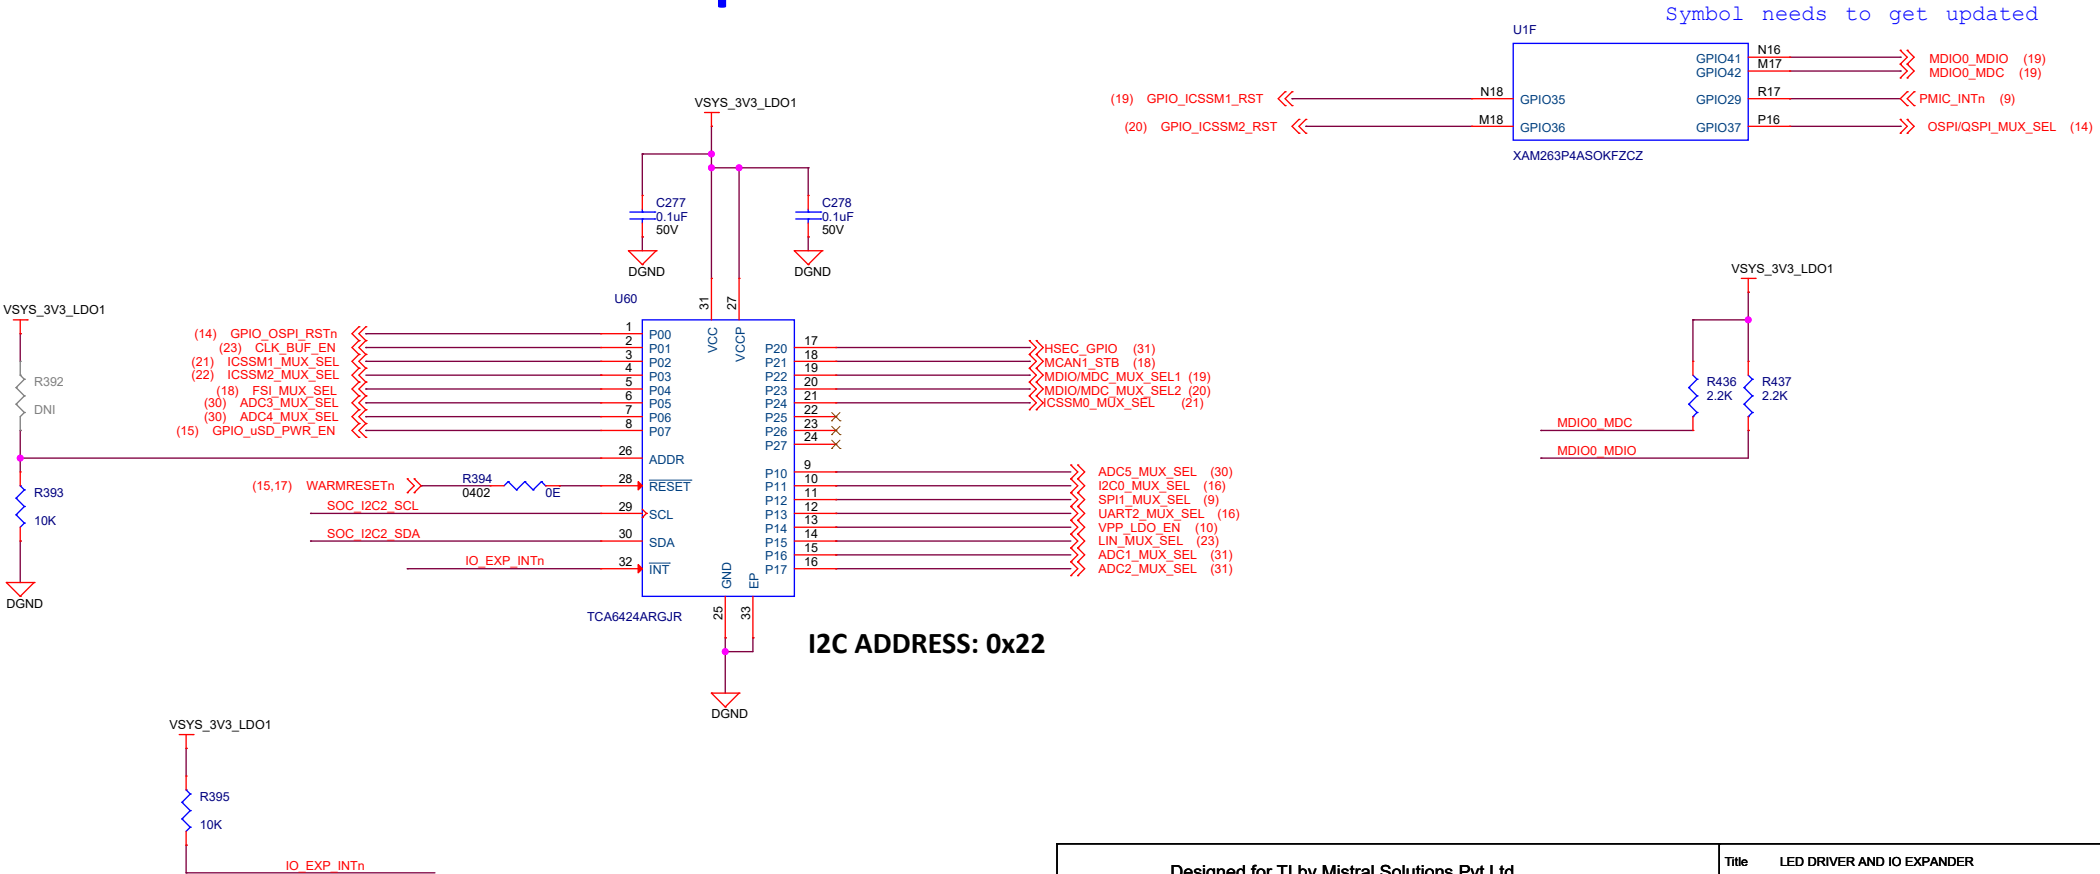 Symbol needs to get updated
U1F
GPIO41 N16 MDIO0_MDIO (19)
GPIO42 M17 MDIO0_MDC (19)
(19) GPIO_ICSSM1_RST N18 GPIO35
GPIO29 R17 PMIC_INTn (9)
(20) GPIO_ICSSM2_RST M18 GPIO36
GPIO37 P16 OSPI/QSPI_MUX_SEL (14)
XAM263P4ASOKFZCZ
VSYS_3V3_LDO1
C277
0.1uF
50V
DGND
C278
0.1uF
50V
DGND
VSYS_3V3_LDO1
R392
DNI
R393
10K
DGND
U60
31 VCC
27 VCCP
(14) GPIO_OSPI_RSTn 1 P00
(23) CLK_BUF_EN 2 P01
(21) ICSSM1_MUX_SEL 3 P02
(22) ICSSM2_MUX_SEL 4 P03
(18) FSI_MUX_SEL 5 P04
(30) ADC3_MUX_SEL 6 P05
(30) ADC4_MUX_SEL 7 P06
(15) GPIO_uSD_PWR_EN 8 P07
26 ADDR
(15,17) WARMRESETn R394 0402 0E 28 RESET
SOC_I2C2_SCL 29 SCL
SOC_I2C2_SDA 30 SDA
IO_EXP_INTn 32 INT
P20 17 HSEC_GPIO (31)
P21 18 MCAN1_STB (18)
P22 19 MDIO/MDC_MUX_SEL1 (19)
P23 20 MDIO/MDC_MUX_SEL2 (20)
P24 21 ICSSM0_MUX_SEL (21)
P25 22
P26 23
P27 24
P10 9 ADC5_MUX_SEL (30)
P11 10 I2C0_MUX_SEL (16)
P12 11 SPI1_MUX_SEL (9)
P13 12 UART2_MUX_SEL (16)
P14 13 VPP_LDO_EN (10)
P15 14 LIN_MUX_SEL (23)
P16 15 ADC1_MUX_SEL (31)
P17 16 ADC2_MUX_SEL (31)
GND 25
EP 33
TCA6424ARGJR
I2C ADDRESS: 0x22
DGND
VSYS_3V3_LDO1
R436
2.2K
R437
2.2K
MDIO0_MDC
MDIO0_MDIO
VSYS_3V3_LDO1
R395
10K
IO_EXP_INTn
Designed for TI by Mistral Solutions Pvt Ltd
Title LED DRIVER AND IO EXPANDER